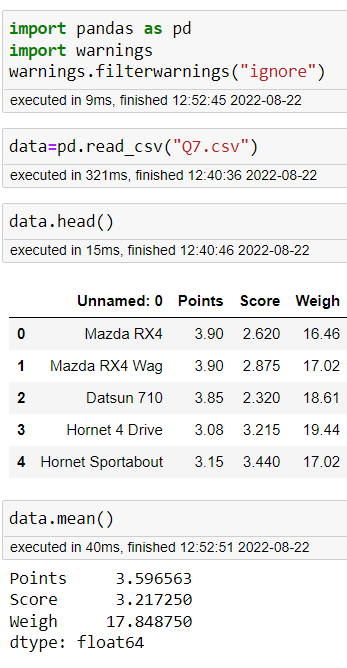 import pandas as pd
import warnings
warnings.filterwarnings("ignore")
executed in 9ms, finished 12:52:45 2022-08-22
data=pd.read_csv("Q7.csv")
executed in 321ms, finished 12:40:36 2022-08-22
data.head()
executed in 15ms, finished 12:40:46 2022-08-22
Unnamed: 0 Points Score Weigh
0 Mazda RX4 3.90 2.620 16.46
1 Mazda RX4 Wag 3.90 2.875 17.02
2 Datsun 710 3.85 2.320 18.61
3 Hornet 4 Drive 3.08 3.215 19.44
4 Hornet Sportabout 3.15 3.440 17.02
data.mean()
executed in 40ms, finished 12:52:51 2022-08-22
Points 3.596563
Score 3.217250
Weigh 17.848750
dtype: float64